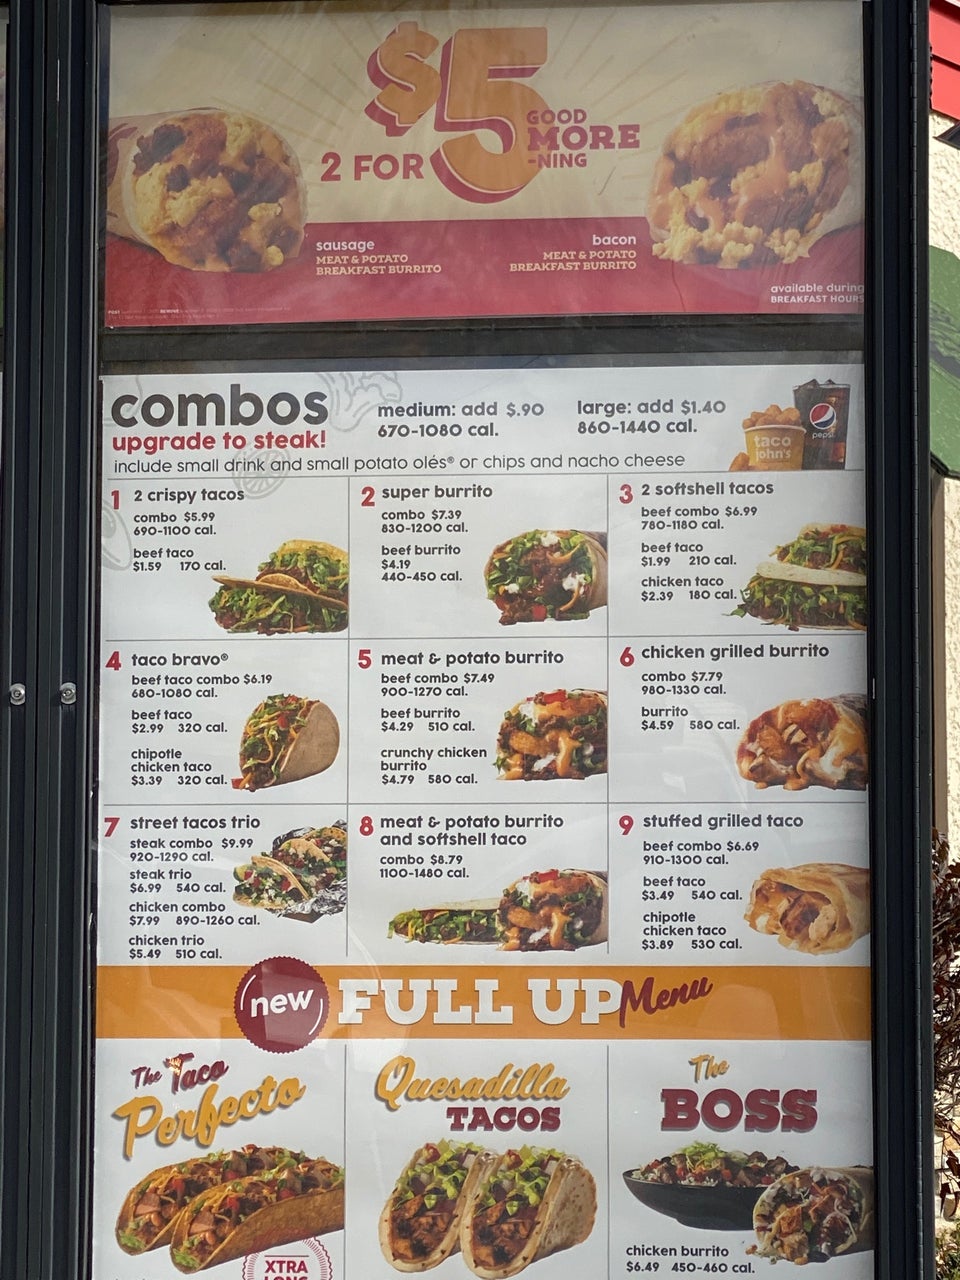 $5
GOOD
MORE
-NING
2 FOR
sausage
MEAT & POTATO
BREAKFAST BURRITO
bacon
MEAT & POTATO
BREAKFAST BURRITO
available during
BREAKFAST HOURS
combos
upgrade to steak!
medium: add $.90
670-1080 cal.
large: add $1.40
860-1440 cal.
include small drink and small potato olés® or chips and nacho cheese
taco
john's
pepsi
1 2 crispy tacos
combo $5.99
690-1100 cal.
beef taco
$1.59 170 cal.
2 super burrito
combo $7.39
830-1200 cal.
beef burrito
$4.19
440-450 cal.
3 2 softshell tacos
beef combo $6.99
780-1180 cal.
beef taco
$1.99 210 cal.
chicken taco
$2.39 180 cal.
4 taco bravo®
beef taco combo $6.19
680-1080 cal.
beef taco
$2.99 320 cal.
chipotle
chicken taco
$3.39 320 cal.
5 meat & potato burrito
beef combo $7.49
900-1270 cal.
beef burrito
$4.29 510 cal.
crunchy chicken
burrito
$4.79 580 cal.
6 chicken grilled burrito
combo $7.79
980-1330 cal.
burrito
$4.59 580 cal.
7 street tacos trio
steak combo $9.99
920-1290 cal.
steak trio
$6.99 540 cal.
chicken combo
$7.99 890-1260 cal.
chicken trio
$5.49 510 cal.
8 meat & potato burrito
and softshell taco
combo $8.79
1100-1480 cal.
9 stuffed grilled taco
beef combo $6.69
910-1300 cal.
beef taco
$3.49 540 cal.
chipotle
chicken taco
$3.89 530 cal.
new FULL UP Menu
The Taco
Perfecto
XTRA
LONG
Quesadilla
TACOS
The
BOSS
chicken burrito
$6.49 450-460 cal.